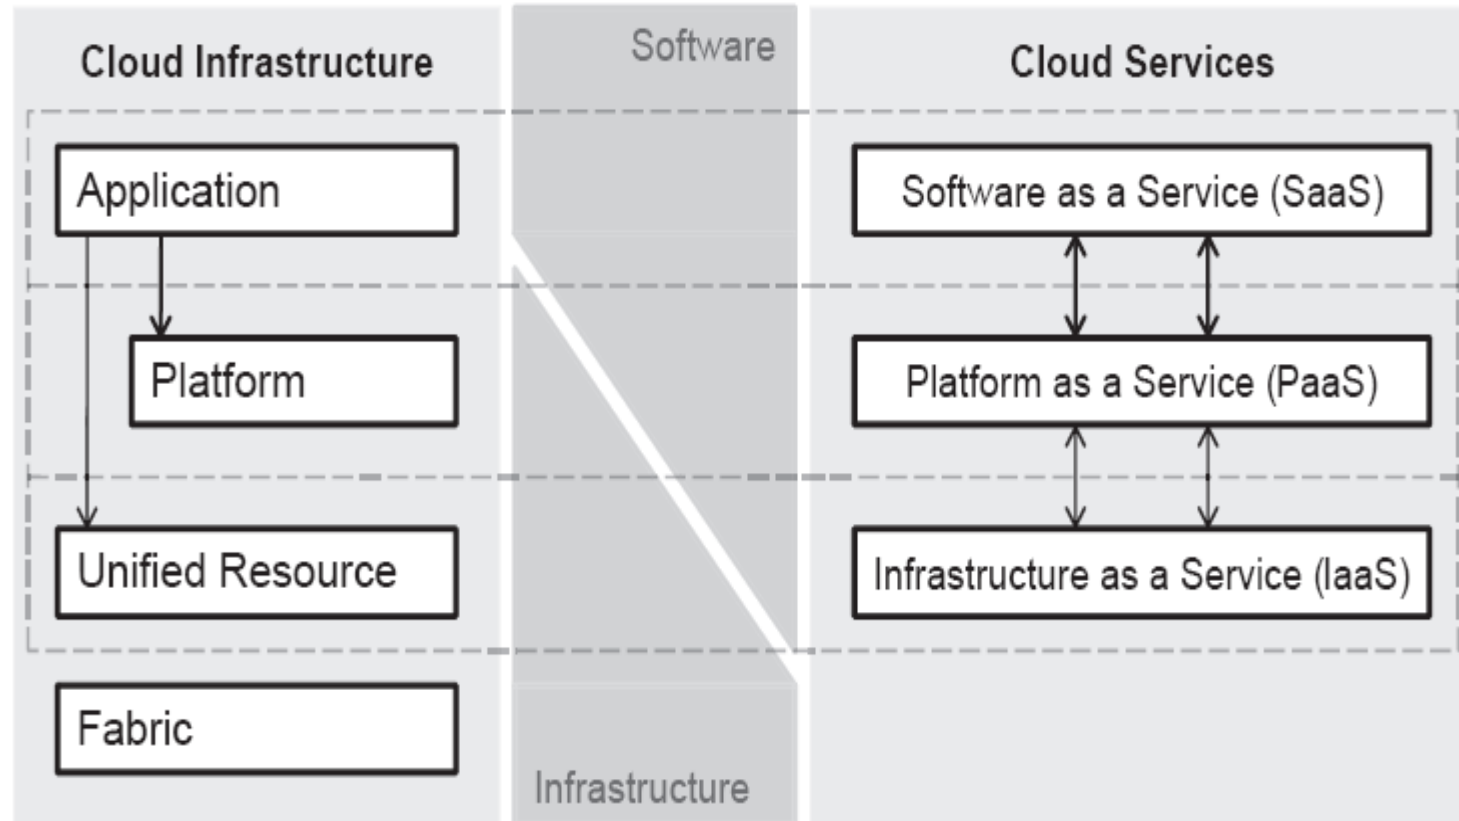 Cloud Infrastructure
Software
Cloud Services
Application
Software as a Service (SaaS)
Platform
Platform as a Service (PaaS)
Unified Resource
Infrastructure as a Service (IaaS)
Fabric
Infrastructure